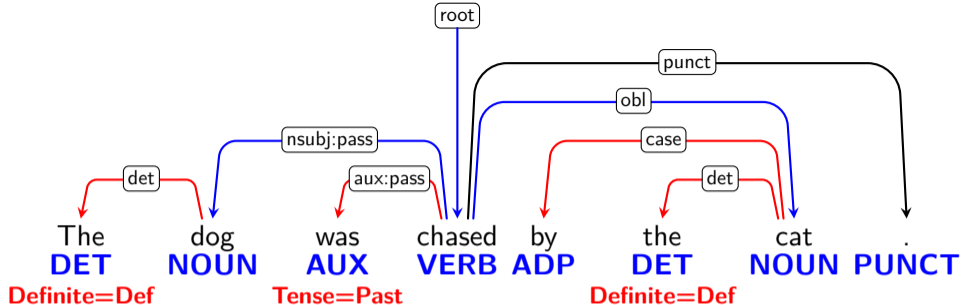 root
punct
obl
nsubj:pass case
det aux:pass det
The dog was chased by the cat .
DET NOUN AUX VERB ADP DET NOUN PUNCT
Definite=Def Tense=Past Definite=Def